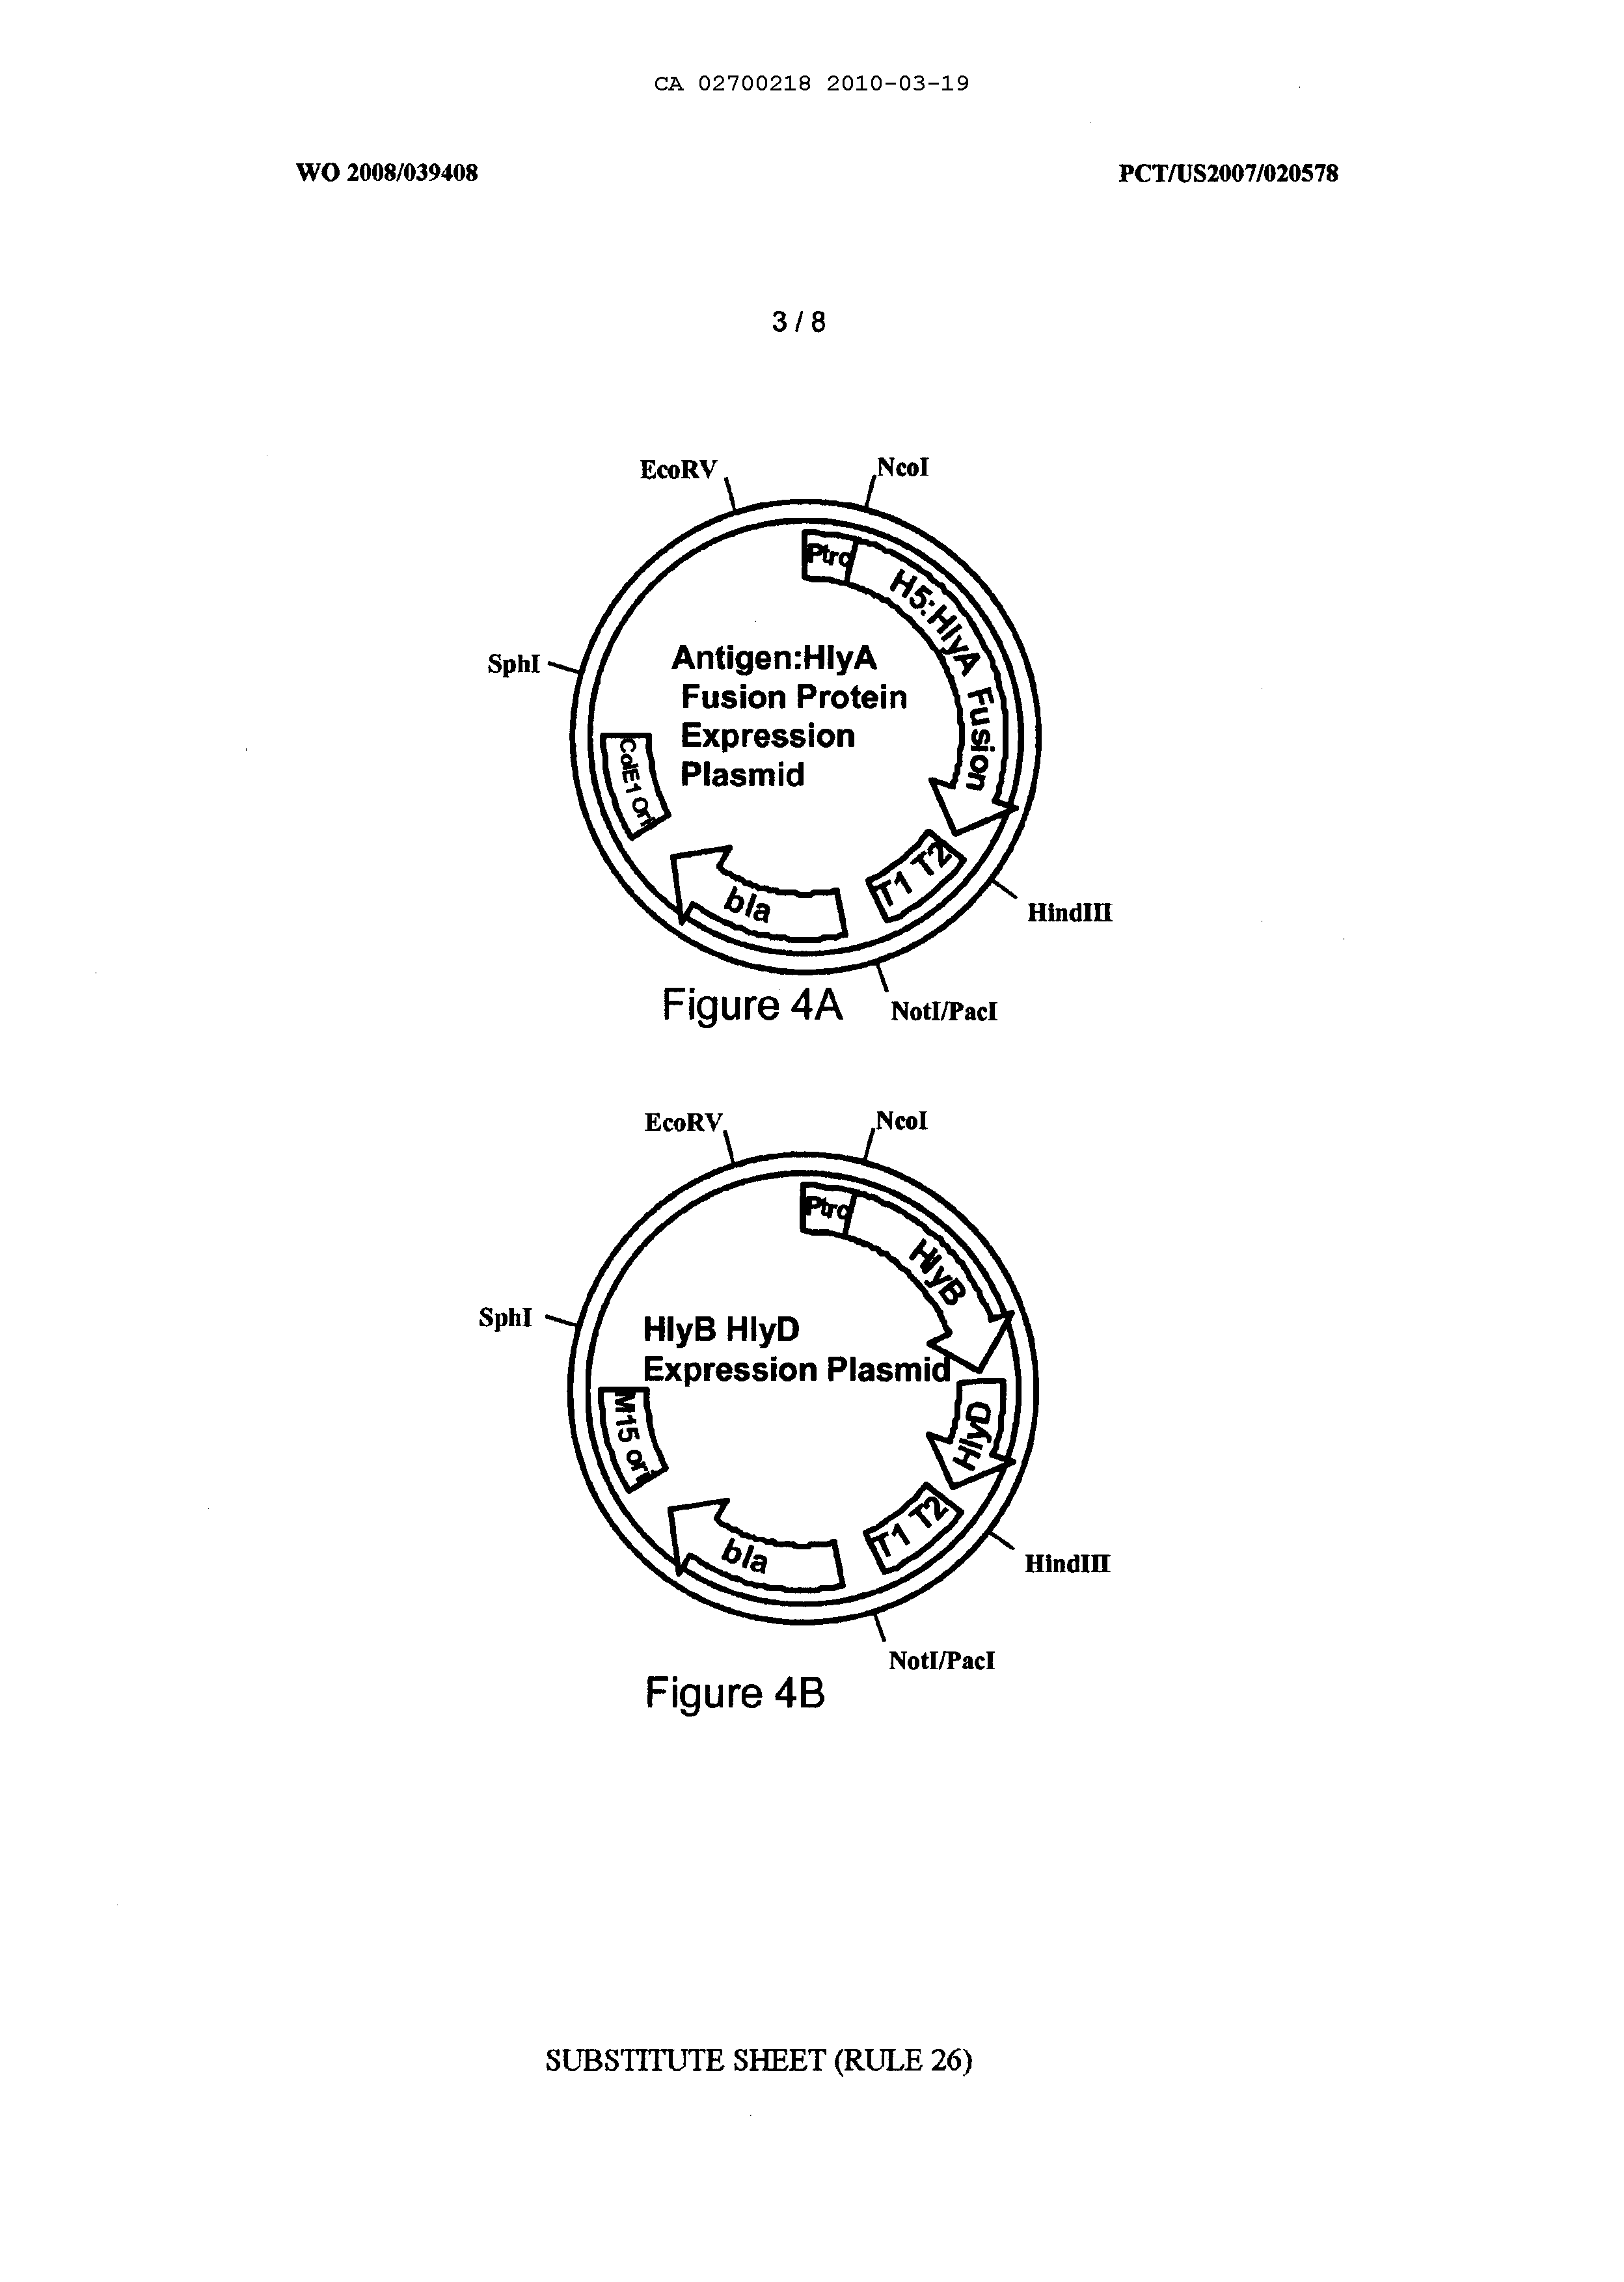 CA 02700218 2010-03-19
WO 2008/039408
PCT/US2007/020578
3 / 8
EcoRV
NcoI
Ptrc
H5:HlyA Fusion
SphI
Antigen:HlyA
Fusion Protein
Expression
Plasmid
ColE1 Ori
T1 T2
bla
HindIII
Figure 4A
NotI/PacI
EcoRV
NcoI
Ptrc
HlyB
SphI
HlyB HlyD
Expression Plasmid
M15 ori
HlyD
T1 T2
bla
HindIII
NotI/PacI
Figure 4B
SUBSTITUTE SHEET (RULE 26)